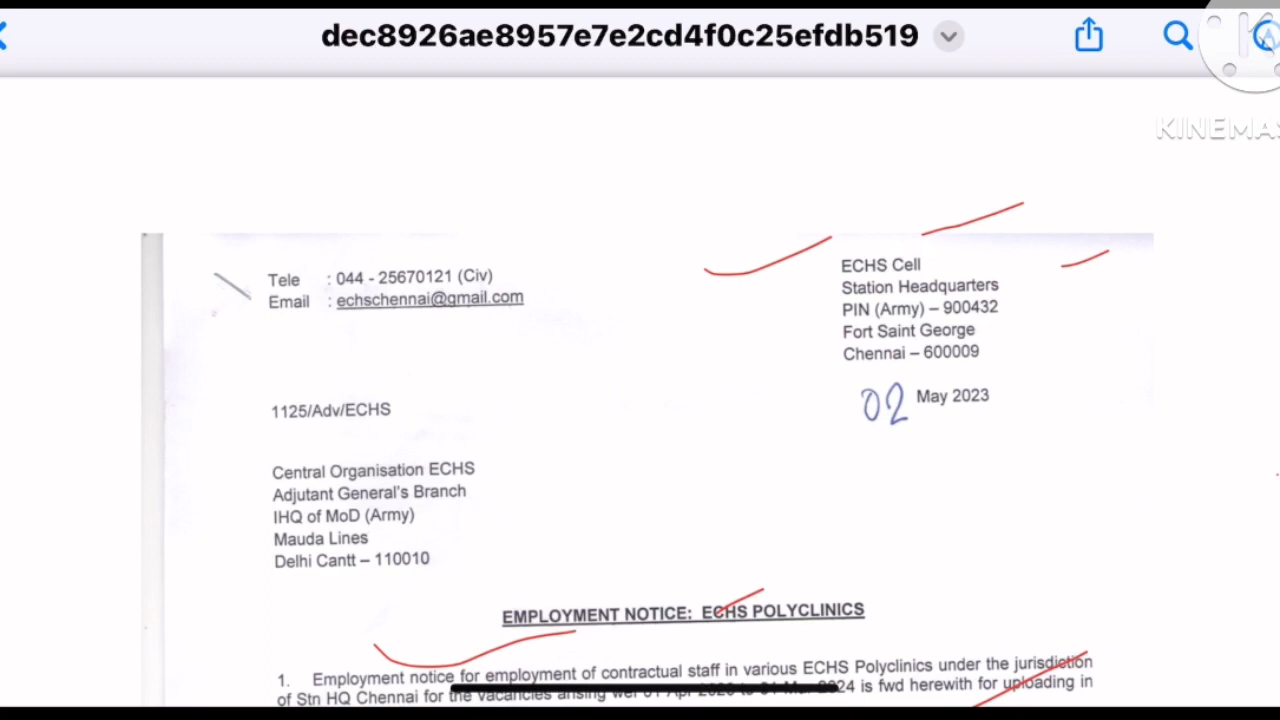 dec8926ae8957e7e2cd4f0c25efdb519
KINEMAS
Tele : 044 - 25670121 (Civ)
Email : echschennai@gmail.com
ECHS Cell
Station Headquarters
PIN (Army) – 900432
Fort Saint George
Chennai – 600009
02 May 2023
1125/Adv/ECHS
Central Organisation ECHS
Adjutant General's Branch
IHQ of MoD (Army)
Mauda Lines
Delhi Cantt – 110010
EMPLOYMENT NOTICE: ECHS POLYCLINICS
1. Employment notice for employment of contractual staff in various ECHS Polyclinics under the jurisdiction
of Stn HQ Chennai for the vacancies arising wef 01 Apr to 24 is fwd herewith for uploading in